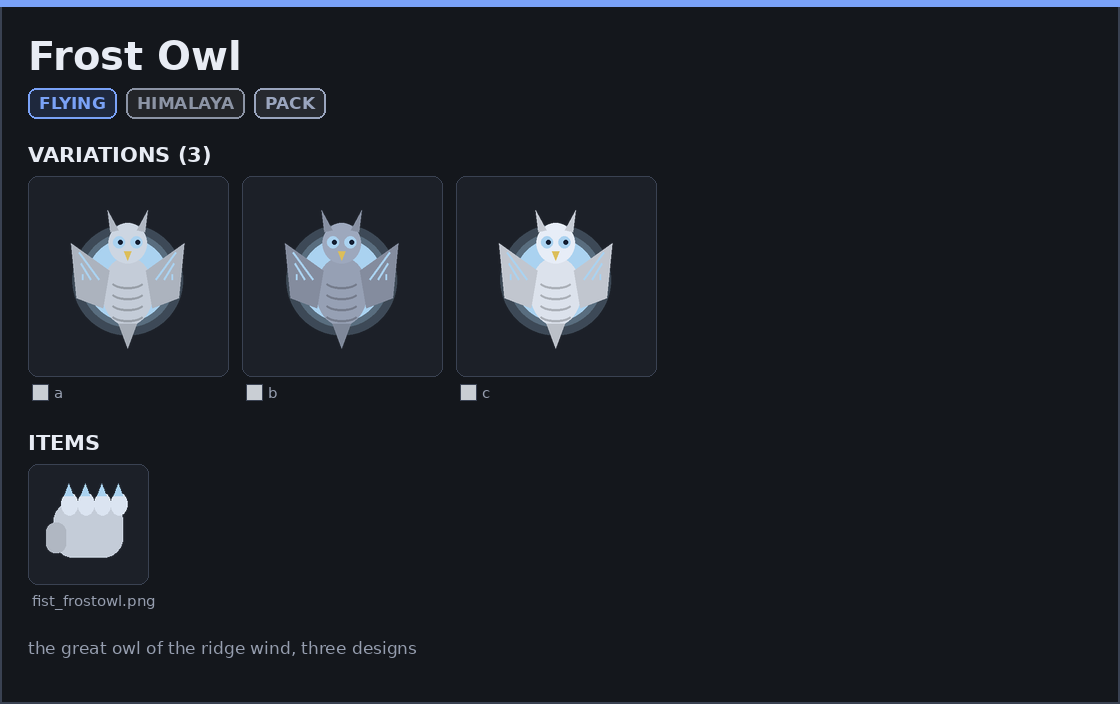 Frost Owl
FLYING HIMALAYA PACK
VARIATIONS (3)
a b c
ITEMS
fist_frostowl.png
the great owl of the ridge wind, three designs